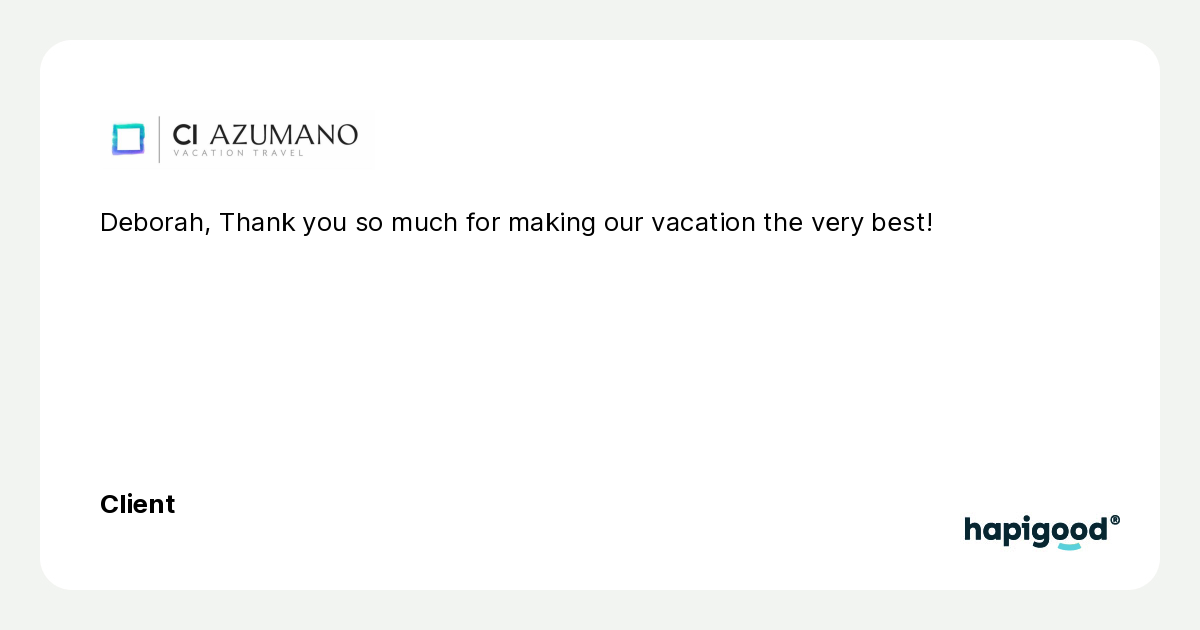 CI AZUMANO
VACATION TRAVEL
Deborah, Thank you so much for making our vacation the very best!
Client
hapigood®